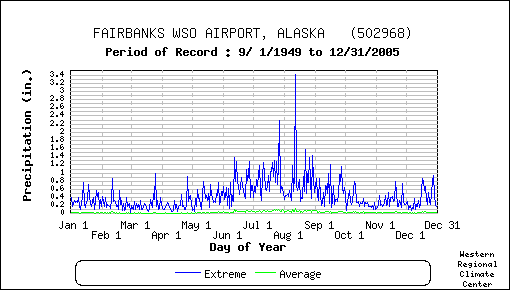 FAIRBANKS WSO AIRPORT, ALASKA (502968)
Period of Record : 9/ 1/1949 to 12/31/2005
Precipitation (in.)
3.4
3.2
3
2.8
2.6
2.4
2.2
2
1.8
1.6
1.4
1.2
1
0.8
0.6
0.4
0.2
0
Jan 1 Mar 1 May 1 Jul 1 Sep 1 Nov 1 Dec 31
Feb 1 Apr 1 Jun 1 Aug 1 Oct 1 Dec 1
Day of Year
Extreme Average
Western
Regional
Climate
Center